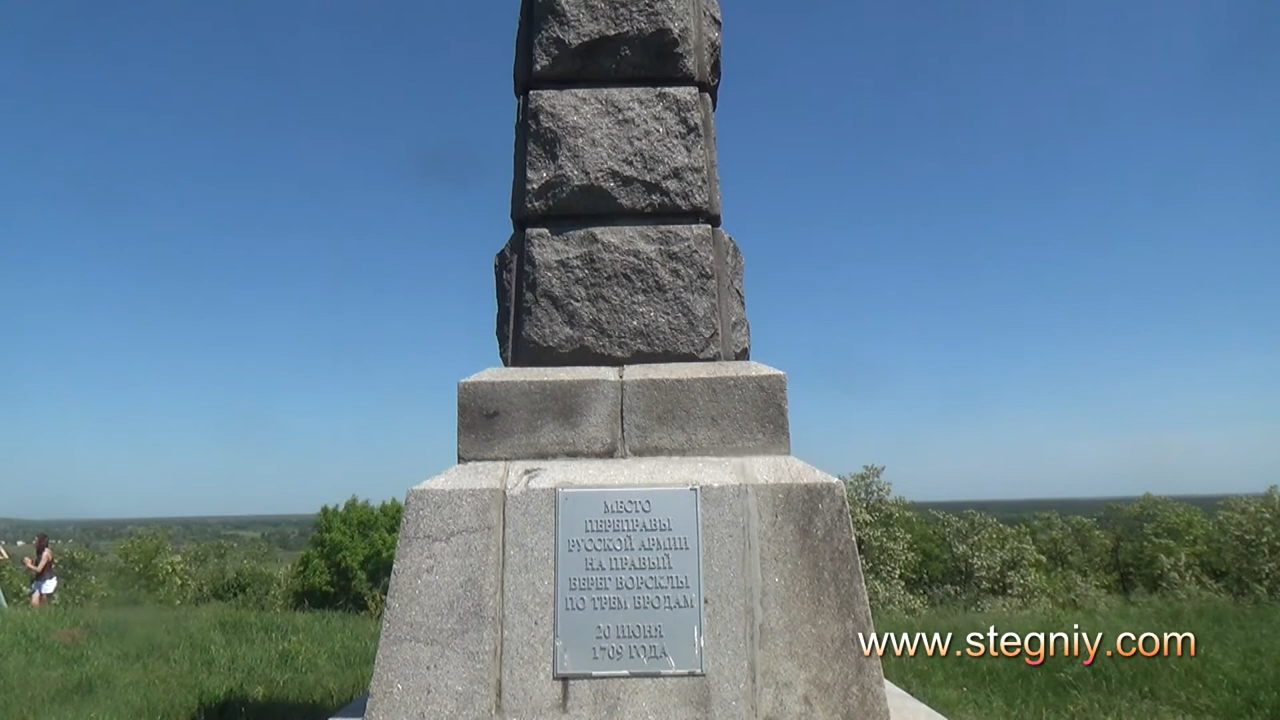 МЕСТО
ПЕРЕПРАВЫ
РУССКОЙ АРМИИ
НА ПРАВЫЙ
БЕРЕГ ВОРСКЛЫ
ПО ТРЕМ БРОДАМ
20 ИЮНЯ
1709 ГОДА
www.stegniy.com